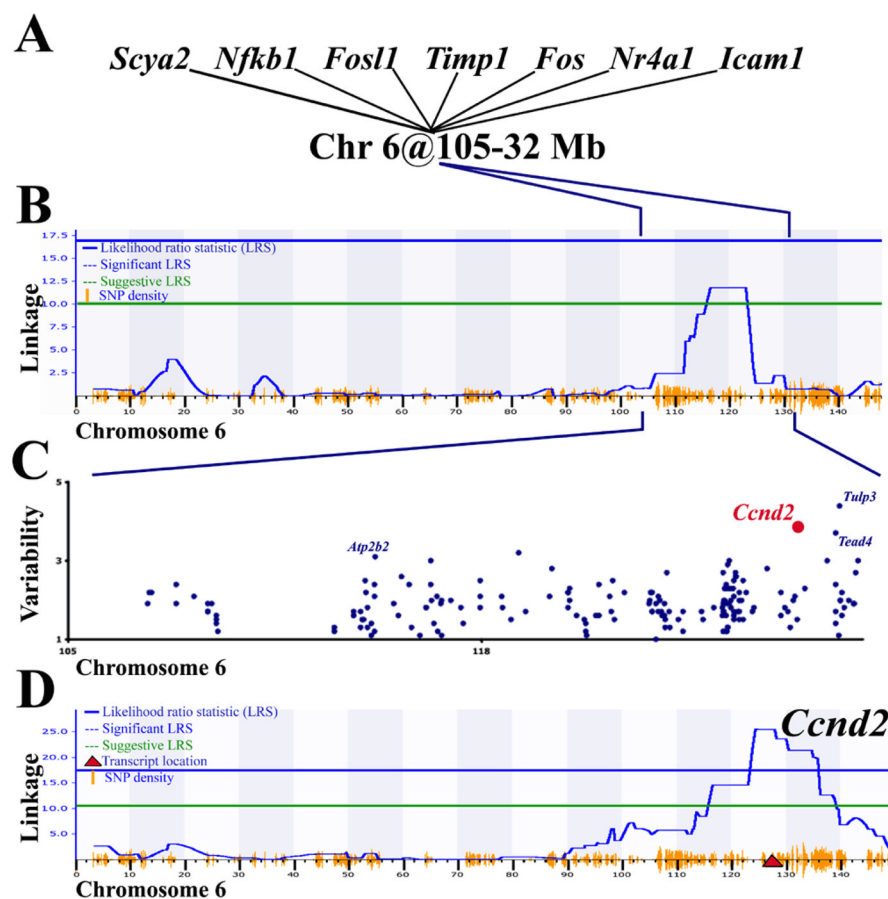 A
Scya2 Nfkb1 Fosl1 Timp1 Fos Nr4a1 Icam1
Chr 6@105-32 Mb
B
Linkage
17.5
Likelihood ratio statistic (LRS)
15.0
Significant LRS
12.5
Suggestive LRS
SNP density
10.0
7.5
5.0
2.5
0 10 20 30 40 50 60 70 80 90 100 110 120 130 140
Chromosome 6
C
Variability
5
3
1
Tulp3
Ccnd2
Tead4
Atp2b2
105 118
Chromosome 6
D
Linkage
Likelihood ratio statistic (LRS)
25.0
Significant LRS
Suggestive LRS
20.0
Transcript location
SNP density
15.0
10.0
5.0
Ccnd2
0 10 20 30 40 50 60 70 80 90 100 110 120 130 140
Chromosome 6